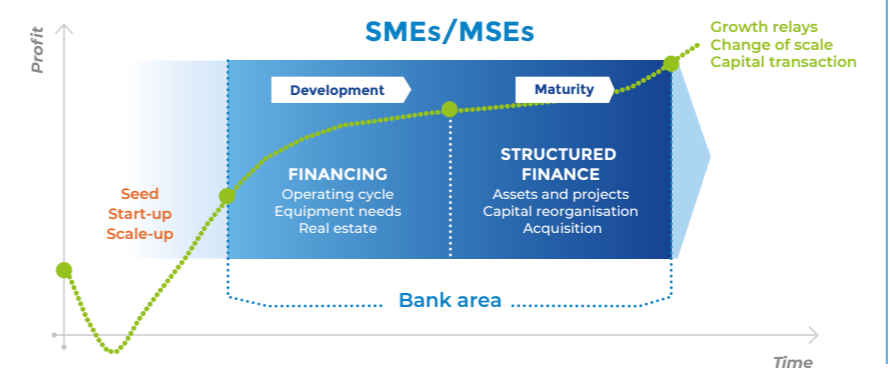 Profit
SMEs/MSEs
Growth relays
Change of scale
Capital transaction
Development
Maturity
Seed
Start-up
Scale-up
FINANCING
Operating cycle
Equipment needs
Real estate
STRUCTURED
FINANCE
Assets and projects
Capital reorganisation
Acquisition
Bank area
Time